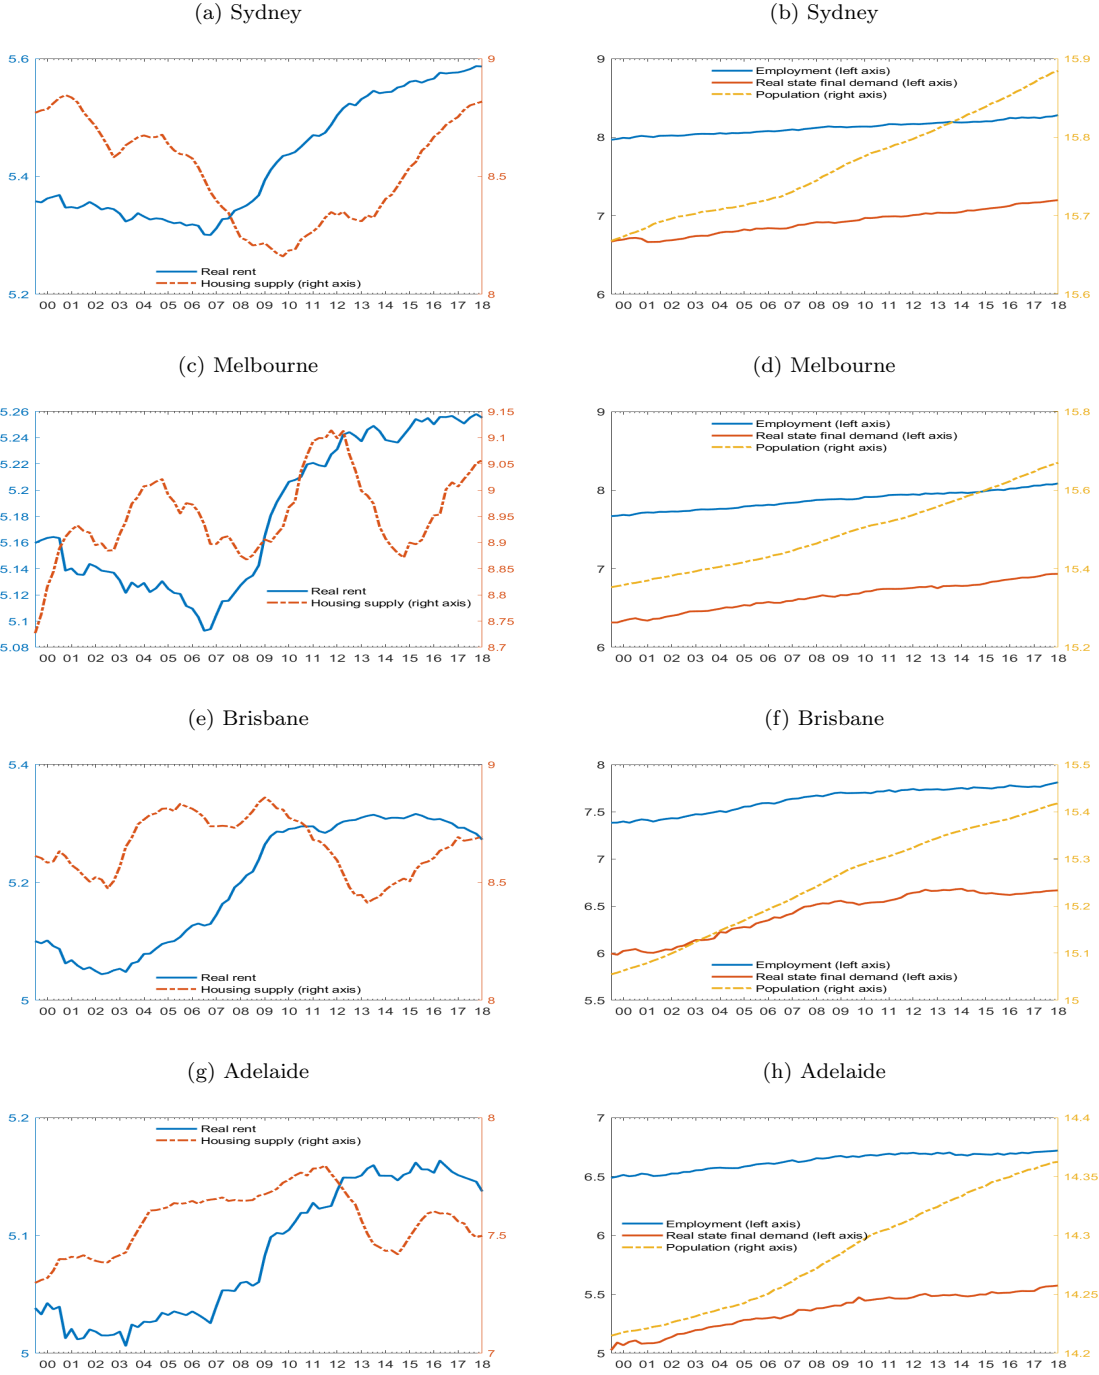 (a) Sydney
5.6
5.4
5.2
9
8.5
8
Real rent
Housing supply (right axis)
00 01 02 03 04 05 06 07 08 09 10 11 12 13 14 15 16 17 18
(b) Sydney
9
8
7
6
15.9
15.8
15.7
15.6
Employment (left axis)
Real state final demand (left axis)
Population (right axis)
00 01 02 03 04 05 06 07 08 09 10 11 12 13 14 15 16 17 18
(c) Melbourne
5.26
5.24
5.22
5.2
5.18
5.16
5.14
5.12
5.1
5.08
9.15
9.1
9.05
9
8.95
8.9
8.85
8.8
8.75
8.7
Real rent
Housing supply (right axis)
00 01 02 03 04 05 06 07 08 09 10 11 12 13 14 15 16 17 18
(d) Melbourne
9
8
7
6
15.8
15.6
15.4
15.2
Employment (left axis)
Real state final demand (left axis)
Population (right axis)
00 01 02 03 04 05 06 07 08 09 10 11 12 13 14 15 16 17 18
(e) Brisbane
5.4
5.2
5
9
8.5
8
Real rent
Housing supply (right axis)
00 01 02 03 04 05 06 07 08 09 10 11 12 13 14 15 16 17 18
(f) Brisbane
8
7.5
7
6.5
6
5.5
15.5
15.4
15.3
15.2
15.1
15
Employment (left axis)
Real state final demand (left axis)
Population (right axis)
00 01 02 03 04 05 06 07 08 09 10 11 12 13 14 15 16 17 18
(g) Adelaide
5.2
5.1
5
8
7.5
7
Real rent
Housing supply (right axis)
00 01 02 03 04 05 06 07 08 09 10 11 12 13 14 15 16 17 18
(h) Adelaide
7
6.5
6
5.5
5
14.4
14.35
14.3
14.25
14.2
Employment (left axis)
Real state final demand (left axis)
Population (right axis)
00 01 02 03 04 05 06 07 08 09 10 11 12 13 14 15 16 17 18